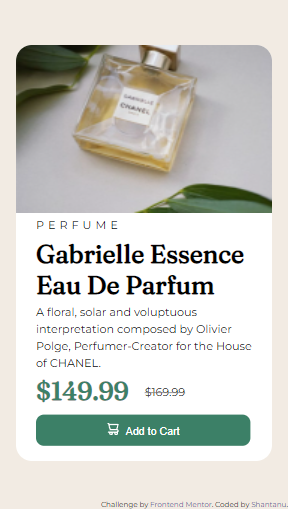 GABRIELLE
CHANEL
PERFUME
Gabrielle Essence
Eau De Parfum
A floral, solar and voluptuous
interpretation composed by Olivier
Polge, Perfumer-Creator for the House
of CHANEL.
$149.99 $169.99
Add to Cart
Challenge by Frontend Mentor. Coded by Shantanu.